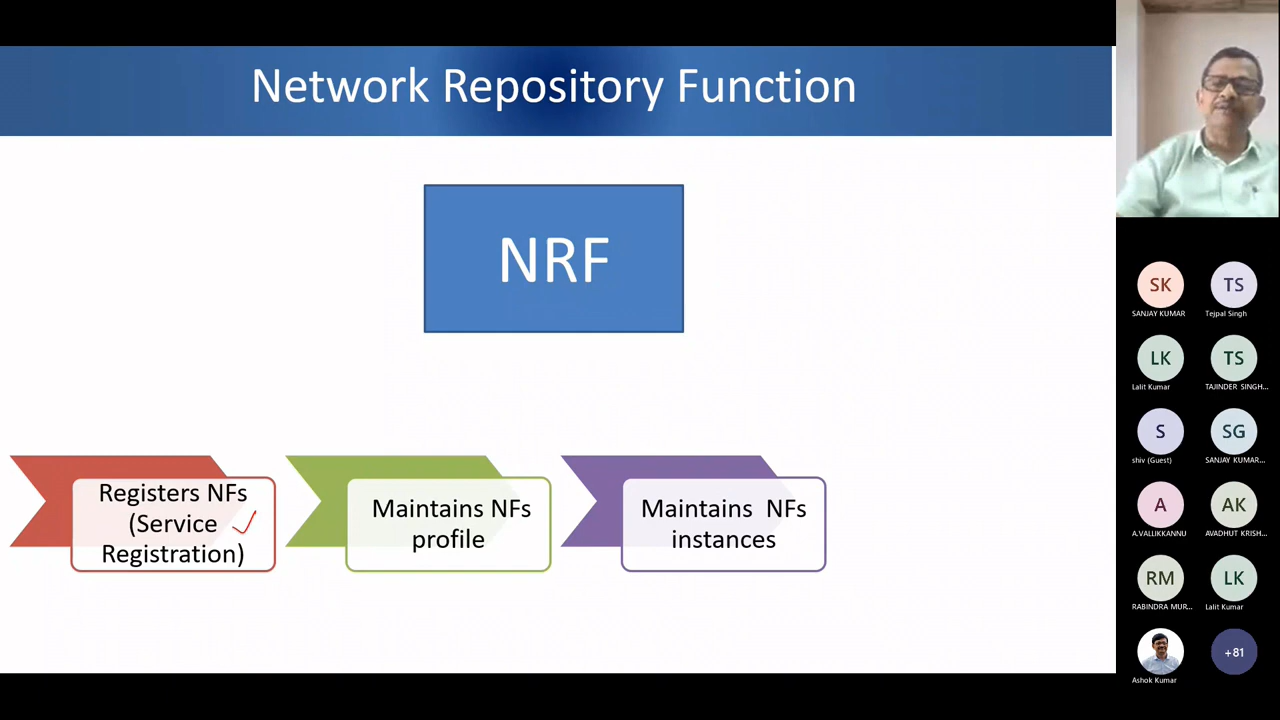 Network Repository Function
NRF
Registers NFs
(Service
Registration)
Maintains NFs
profile
Maintains NFs
instances
SK
TS
SANJAY KUMAR
Tejpal Singh
LK
TS
Lalit Kumar
TAJINDER SINGH...
S
SG
shiv (Guest)
SANJAY KUMAR...
A
AK
A.VALLIKKANNU
AVADHUT KRISH...
RM
LK
RABINDRA MUR...
Lalit Kumar
+81
Ashok Kumar